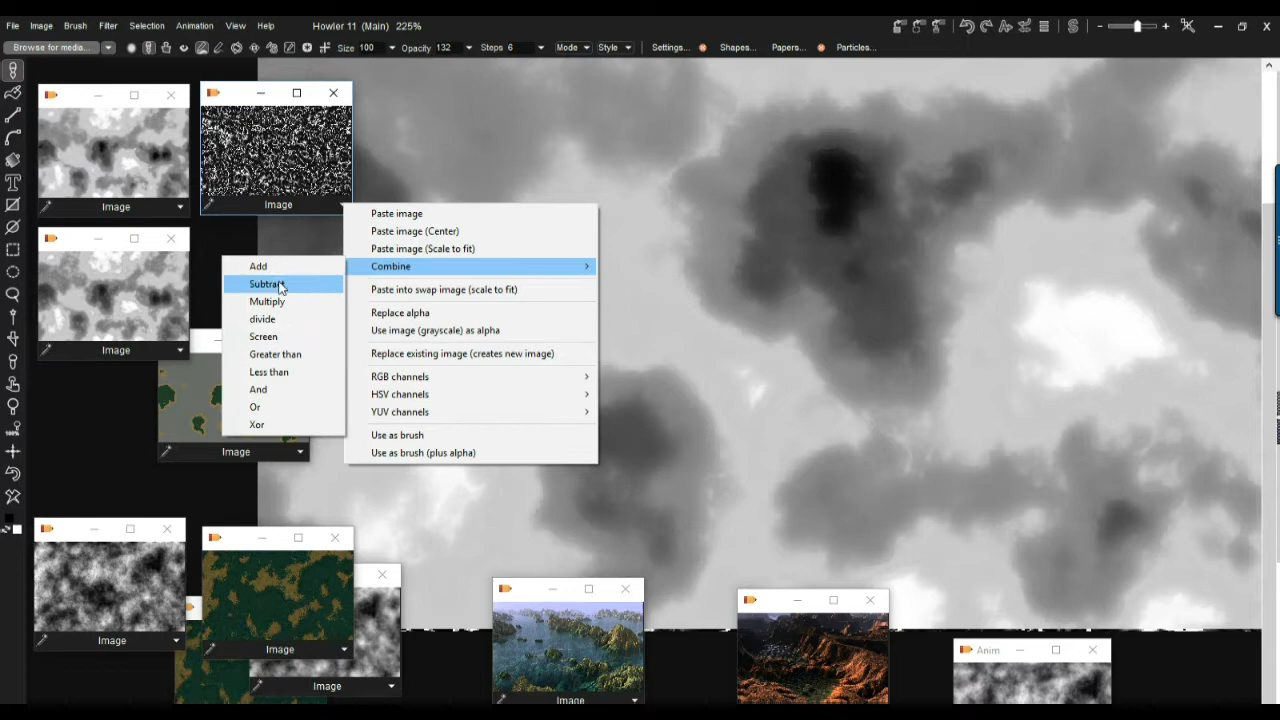 File Image Brush Filter Selection Animation View Help Howler 11 (Main) 225%
Browse for media... Size 100 Opacity 132 Steps 6 Mode Style Settings... Shapes... Papers... Particles...
Image
Image
Paste image
Paste image (Center)
Paste image (Scale to fit)
Combine
Paste into swap image (scale to fit)
Replace alpha
Use image (grayscale) as alpha
Replace existing image (creates new image)
RGB channels
HSV channels
YUV channels
Use as brush
Use as brush (plus alpha)
Add
Subtract
Multiply
divide
Screen
Greater than
Less than
And
Or
Xor
Image
Image
100%
Image
Image
Image
Image
Anim